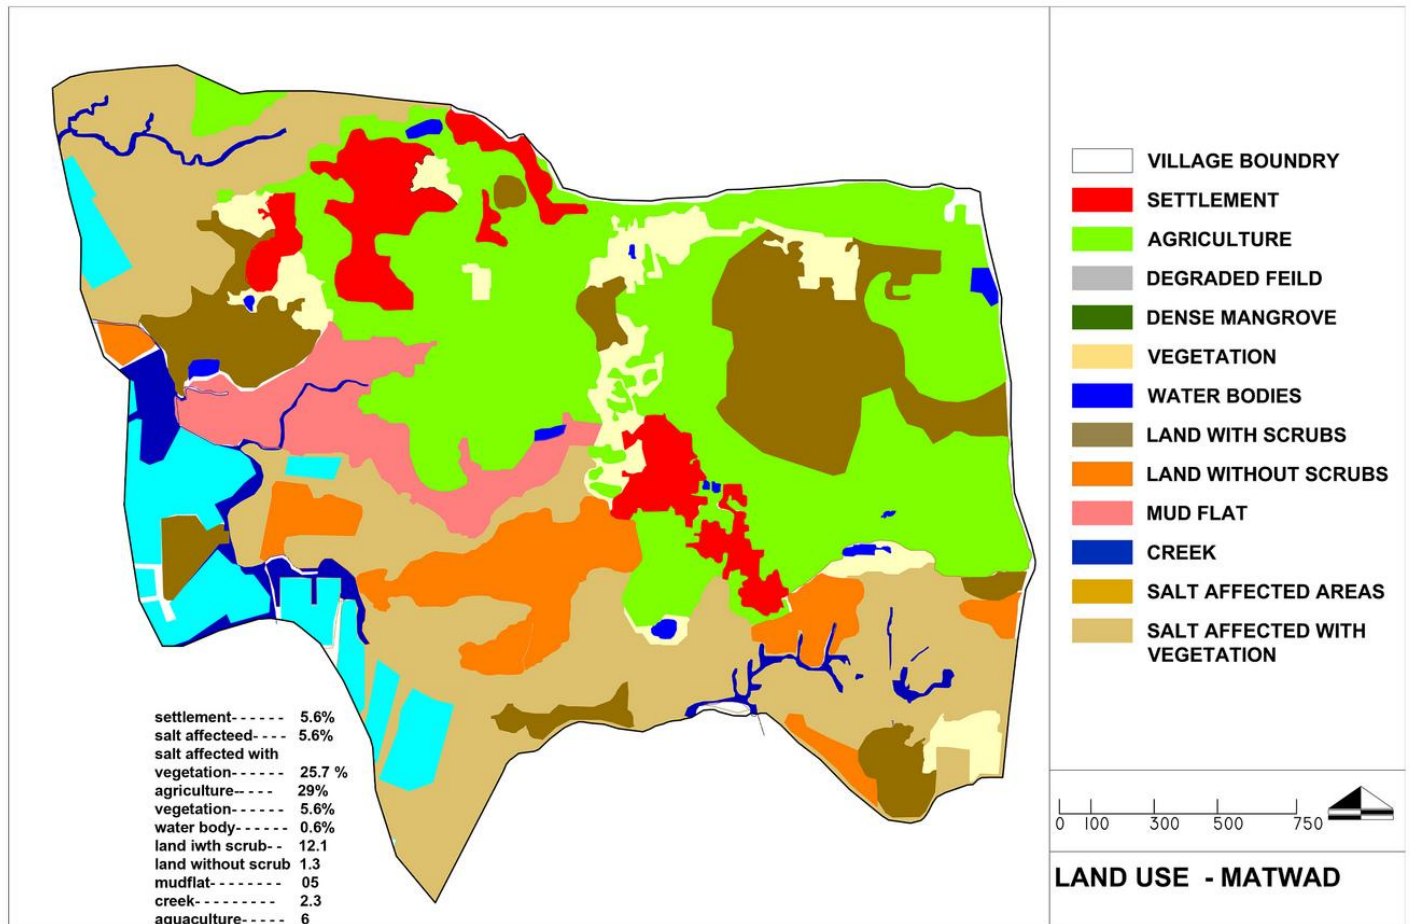 VILLAGE BOUNDRY
SETTLEMENT
AGRICULTURE
DEGRADED FEILD
DENSE MANGROVE
VEGETATION
WATER BODIES
LAND WITH SCRUBS
LAND WITHOUT SCRUBS
MUD FLAT
CREEK
SALT AFFECTED AREAS
SALT AFFECTED WITH
VEGETATION
settlement- - - - - - 5.6%
salt affecteed- - - - 5.6%
salt affected with
vegetation- - - - - - 25.7 %
agriculture- - - - - 29%
vegetation- - - - - - 5.6%
water body- - - - - - 0.6%
land iwth scrub- - 12.1
land without scrub 1.3
mudflat- - - - - - - - 05
creek- - - - - - - - - 2.3
aquaculture- - - - - 6
0 100 300 500 750
LAND USE - MATWAD